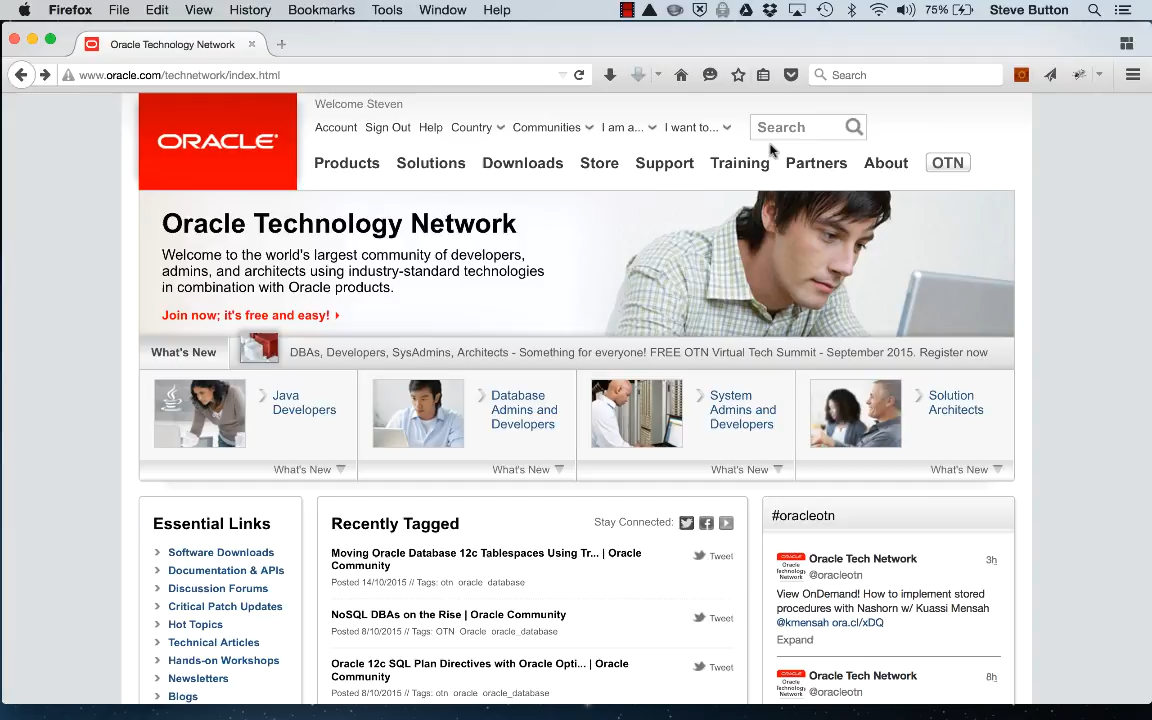 Firefox File Edit View History Bookmarks Tools Window Help 75% Steve Button
Oracle Technology Network
www.oracle.com/technetwork/index.html Search
Welcome Steven
Account Sign Out Help Country Communities I am a... I want to... Search
ORACLE
Products Solutions Downloads Store Support Training Partners About OTN
Oracle Technology Network
Welcome to the world's largest community of developers,
admins, and architects using industry-standard technologies
in combination with Oracle products.
Join now; it's free and easy!
What's New DBAs, Developers, SysAdmins, Architects - Something for everyone! FREE OTN Virtual Tech Summit - September 2015. Register now
Java
Developers
Database
Admins and
Developers
System
Admins and
Developers
Solution
Architects
What's New What's New What's New What's New
Essential Links
Software Downloads
Documentation & APIs
Discussion Forums
Critical Patch Updates
Hot Topics
Technical Articles
Hands-on Workshops
Newsletters
Blogs
Recently Tagged Stay Connected:
Moving Oracle Database 12c Tablespaces Using Tr... | Oracle
Community
Tweet
Posted 14/10/2015 // Tags: otn oracle database
NoSQL DBAs on the Rise | Oracle Community
Tweet
Posted 8/10/2015 // Tags: OTN Oracle oracle_database
Oracle 12c SQL Plan Directives with Oracle Opti... | Oracle
Community
Tweet
Posted 8/10/2015 // Tags: otn oracle oracle_database
#oracleotn
ORACLE
Oracle
Technology
Network
Oracle Tech Network 3h
@oracleotn
View OnDemand! How to implement stored
procedures with Nashorn w/ Kuassi Mensah
@kmensah ora.cl/xDQ
Expand
ORACLE
Oracle
Technology
Network
Oracle Tech Network 8h
@oracleotn